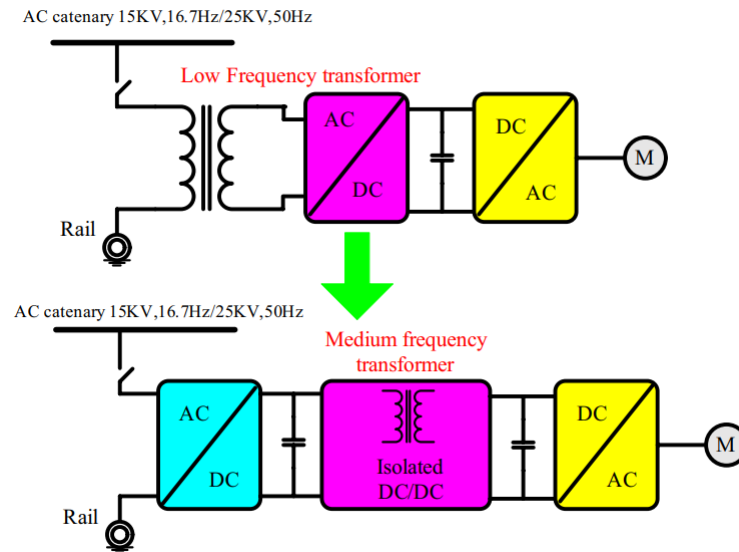 AC catenary 15KV,16.7Hz/25KV,50Hz
Low Frequency transformer
AC
DC
DC
AC
M
Rail
AC catenary 15KV,16.7Hz/25KV,50Hz
Medium frequency
transformer
AC
DC
Isolated
DC/DC
DC
AC
M
Rail